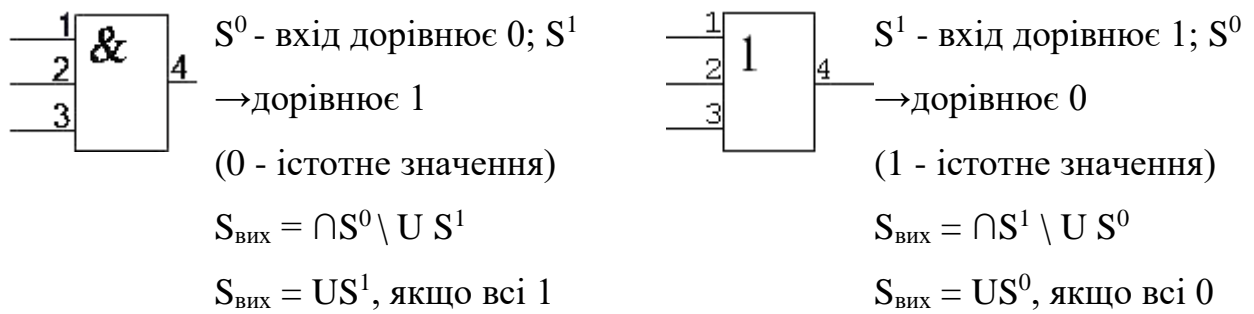 1
2
3
&
4
S⁰ - вхід дорівнює 0; S¹
→дорівнює 1
(0 - істотне значення)
Sвих = ∩S⁰ \ U S¹
Sвих = US¹, якщо всі 1
1
2
3
1
4
S¹ - вхід дорівнює 1; S⁰
→дорівнює 0
(1 - істотне значення)
Sвих = ∩S¹ \ U S⁰
Sвих = US⁰, якщо всі 0